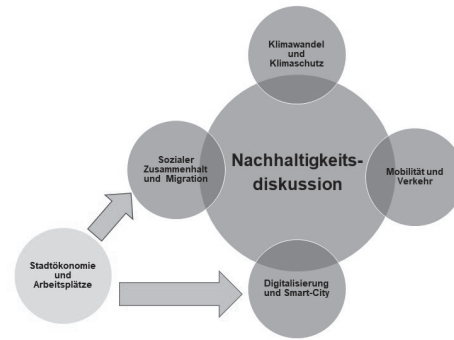 Klimawandel
und
Klimaschutz
Sozialer
Zusammenhalt
und Migration
Nachhaltigkeits-
diskussion
Mobilität und
Verkehr
Stadtökonomie
und
Arbeitsplätze
Digitalisierung
und Smart-City